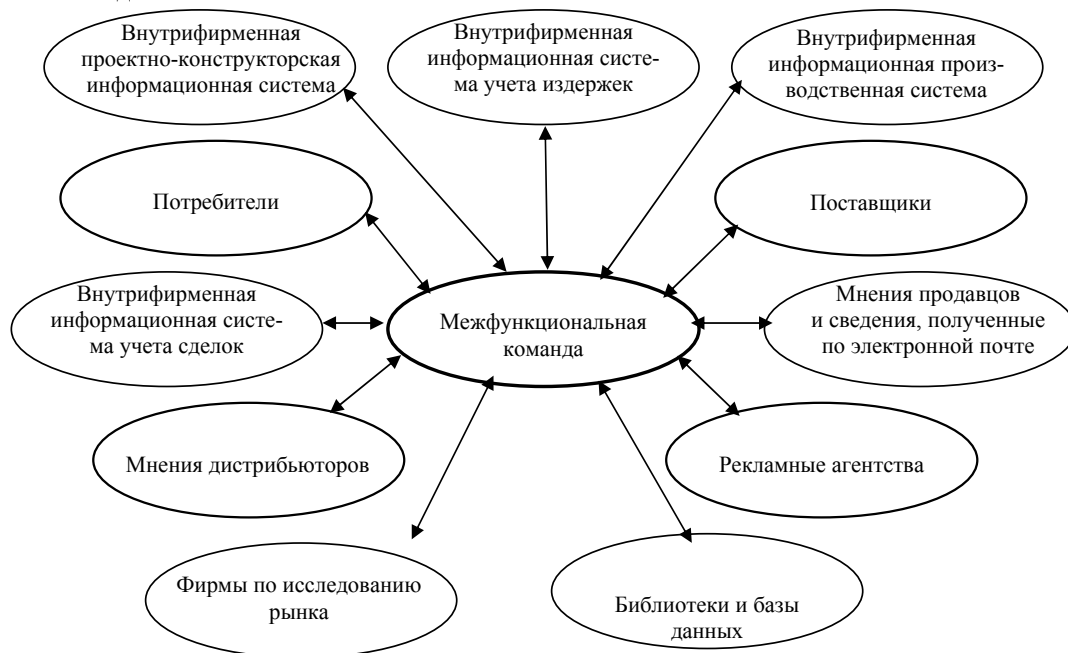 Внутрифирменная
проектно-конструкторская
информационная система
Внутрифирменная
информационная систе-
ма учета издержек
Внутрифирменная
информационная произ-
водственная система
Потребители
Поставщики
Внутрифирменная
информационная систе-
ма учета сделок
Межфункциональная
команда
Мнения продавцов
и сведения, полученные
по электронной почте
Мнения дистрибьюторов
Рекламные агентства
Фирмы по исследованию
рынка
Библиотеки и базы
данных